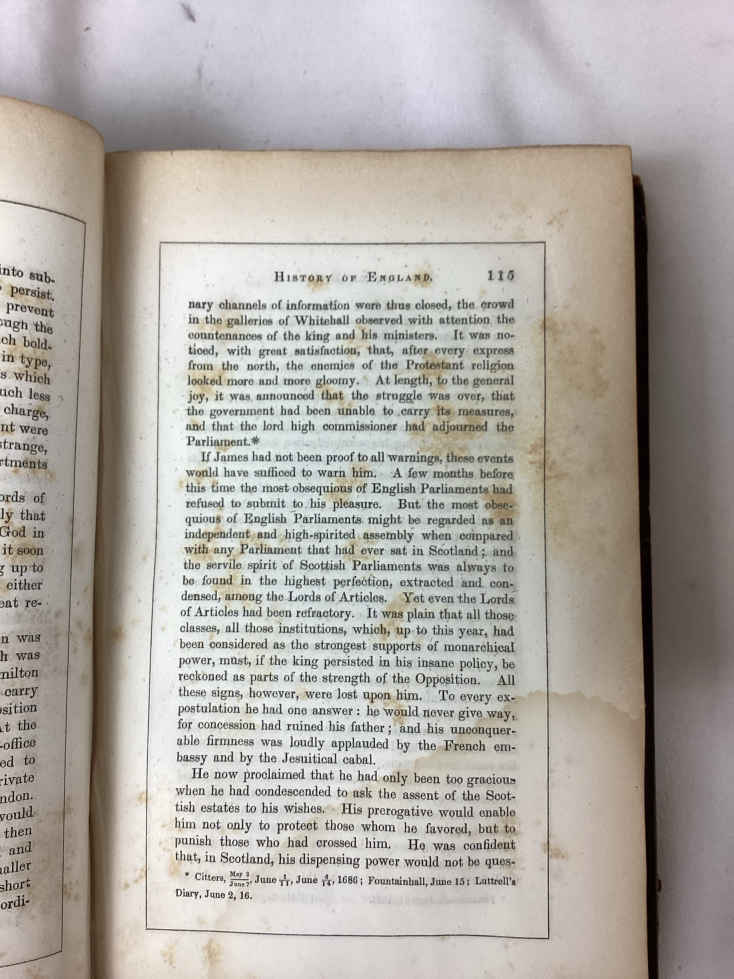 into sub-
persist.
prevent
ough the
ch bold-
in type,
s which
uch less
charge,
nt were
strange,
rtments
ords of
ly that
God in
it soon
g up to
either
eat re-
n was
h was
milton
carry
sition
At the
-office
ed to
rivate
ndon.
would
then
and
naller
short
ordi-
HISTORY OF ENGLAND. 115
nary channels of information were thus closed, the crowd
in the galleries of Whitehall observed with attention the
countenances of the king and his ministers. It was no-
ticed, with great satisfaction, that, after every express
from the north, the enemies of the Protestant religion
looked more and more gloomy. At length, to the general
joy, it was announced that the struggle was over, that
the government had been unable to carry its measures,
and that the lord high commissioner had adjourned the
Parliament.*
If James had not been proof to all warnings, these events
would have sufficed to warn him. A few months before
this time the most obsequious of English Parliaments had
refused to submit to his pleasure. But the most obse-
quious of English Parliaments might be regarded as an
independent and high-spirited assembly when compared
with any Parliament that had ever sat in Scotland; and
the servile spirit of Scottish Parliaments was always to
be found in the highest perfection, extracted and con-
densed, among the Lords of Articles. Yet even the Lords
of Articles had been refractory. It was plain that all those
classes, all those institutions, which, up to this year, had
been considered as the strongest supports of monarchical
power, must, if the king persisted in his insane policy, be
reckoned as parts of the strength of the Opposition. All
these signs, however, were lost upon him. To every ex-
postulation he had one answer: he would never give way,
for concession had ruined his father; and his unconquer-
able firmness was loudly applauded by the French em-
bassy and by the Jesuitical cabal.
He now proclaimed that he had only been too gracious
when he had condescended to ask the assent of the Scot-
tish estates to his wishes. His prerogative would enable
him not only to protect those whom he favored, but to
punish those who had crossed him. He was confident
that, in Scotland, his dispensing power would not be ques-
* Citters, May June June June 1686; Fountainhall, June 15; Luttrell's
Diary, June 2, 16.